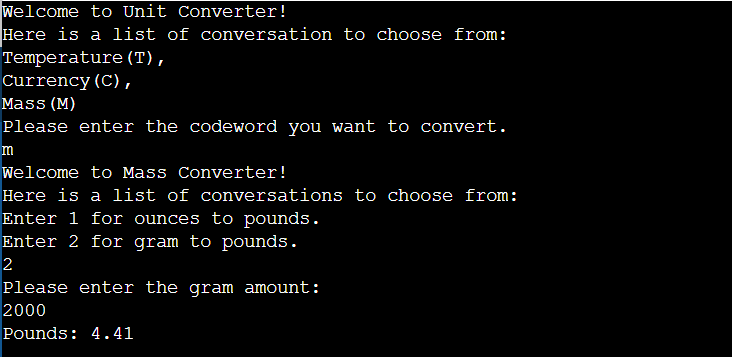 Welcome to Unit Converter!
Here is a list of conversation to choose from:
Temperature(T),
Currency(C),
Mass(M)
Please enter the codeword you want to convert.
m
Welcome to Mass Converter!
Here is a list of conversations to choose from:
Enter 1 for ounces to pounds.
Enter 2 for gram to pounds.
2
Please enter the gram amount:
2000
Pounds: 4.41